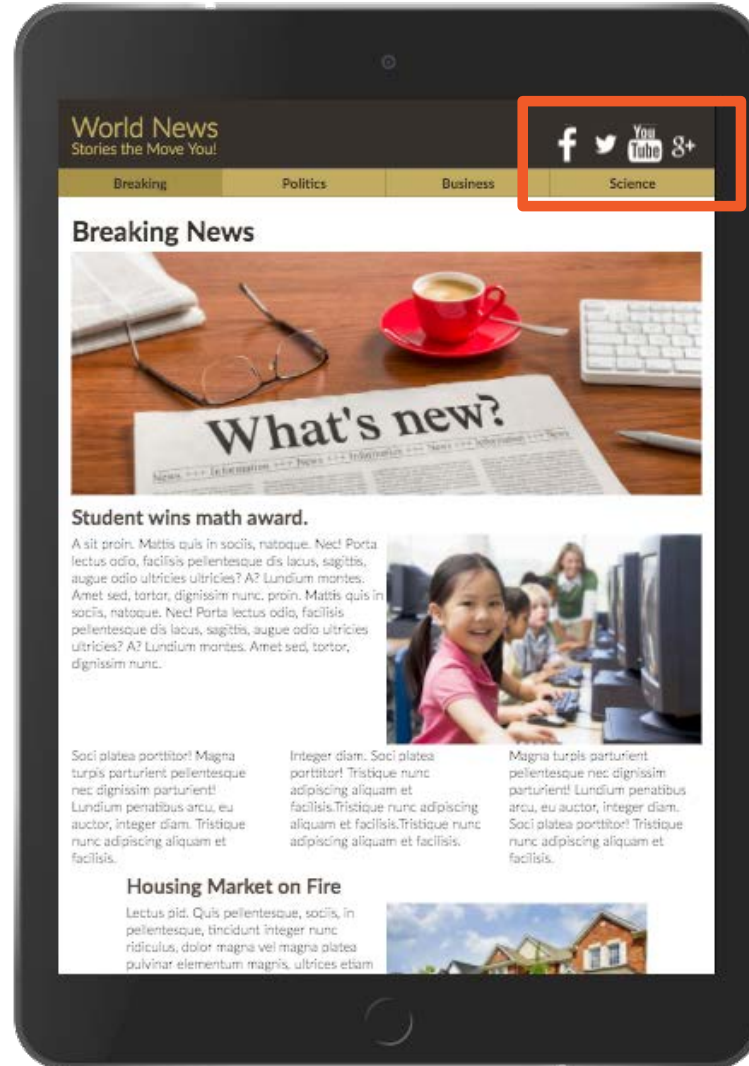 World News
Stories the Move You!
f You Tube 8+
Breaking Politics Business Science
Breaking News
What's new?
News +++ Information +++ News +++ Information +++ News +++ Information +++ News
Student wins math award.
A sit proin. Mattis quis in sociis, natoque. Nec! Porta
lectus odio, facilisis pellentesque dis lacus, sagittis,
augue odio ultricies ultricies? A? Lundium montes.
Amet sed, tortor, dignissim nunc. proin. Mattis quis in
sociis, natoque. Nec! Porta lectus odio, facilisis
pellentesque dis lacus, sagittis, augue odio ultricies
ultricies? A? Lundium montes. Amet sed, tortor,
dignissim nunc.
Soci platea porttitor! Magna
turpis parturient pellentesque
nec dignissim parturient!
Lundium penatibus arcu, eu
auctor, integer diam. Tristique
nunc adipiscing aliquam et
facilisis.
Integer diam. Soci platea
porttitor! Tristique nunc
adipiscing aliquam et
facilisis.Tristique nunc adipiscing
aliquam et facilisis.Tristique nunc
adipiscing aliquam et facilisis.
Magna turpis parturient
pellentesque nec dignissim
parturient! Lundium penatibus
arcu, eu auctor, integer diam.
Soci platea porttitor! Tristique
nunc adipiscing aliquam et
facilisis.
Housing Market on Fire
Lectus pid. Quis pellentesque, sociis, in
pellentesque, tincidunt integer nunc
ridiculus, dolor magna vel magna platea
pulvinar elementum magnis, ultrices etiam